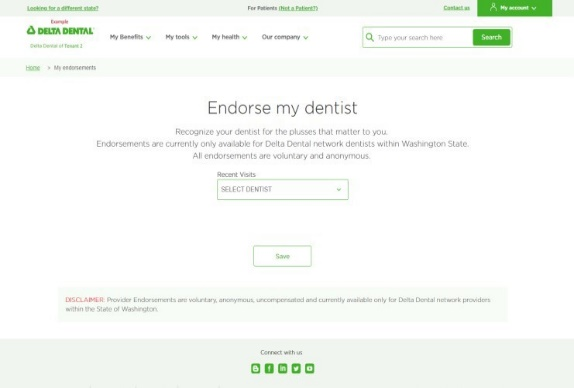 Looking for a different state?
For Patients (Not a Patient?)
Contact us
My account
Example
DELTA DENTAL
Delta Dental of Tenant 2
My Benefits
My tools
My health
Our company
Type your search here
Search
Home > My endorsements
Endorse my dentist
Recognize your dentist for the plusses that matter to you.
Endorsements are currently only available for Delta Dental network dentists within Washington State.
All endorsements are voluntary and anonymous.
Recent Visits
SELECT DENTIST
Save
DISCLAIMER: Provider Endorsements are voluntary, anonymous, uncompensated and currently available only for Delta Dental network providers
within the State of Washington.
Connect with us